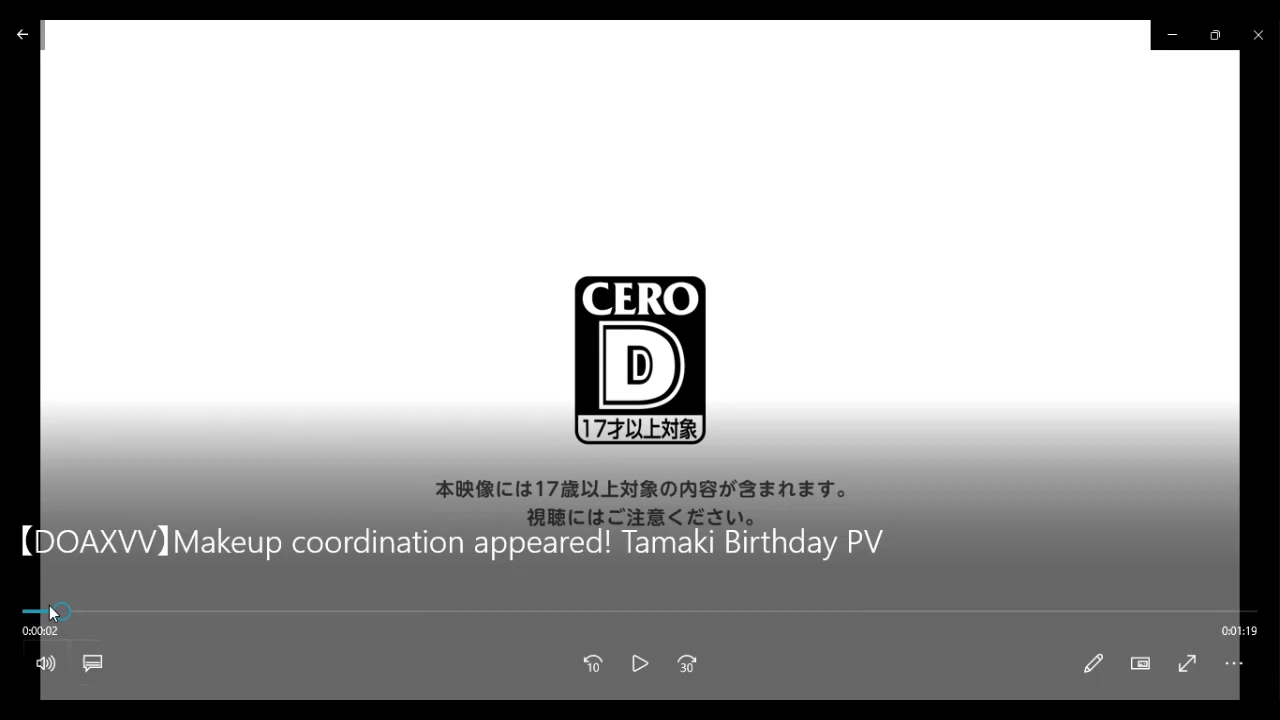 CERO
D
17才以上対象
本映像には17歳以上対象の内容が含まれます。
視聴にはご注意ください。
【DOAXVV】Makeup coordination appeared! Tamaki Birthday PV
0:00:02
0:01:19
10
30